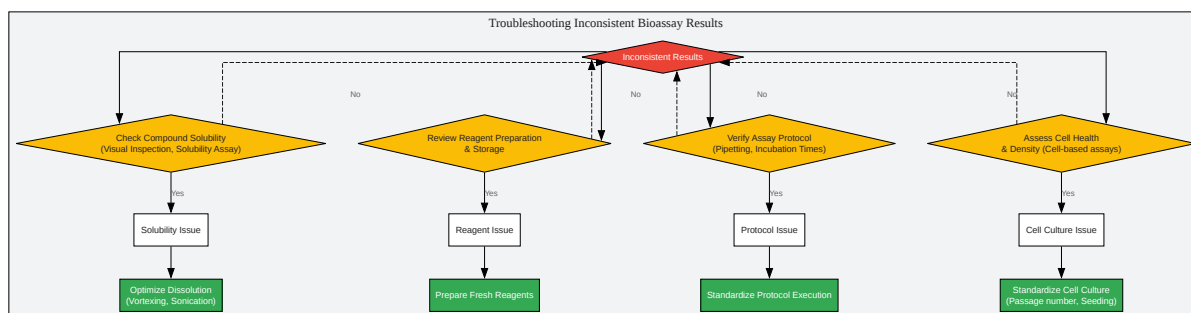 Troubleshooting Inconsistent Bioassay Results
Inconsistent Results
No
No
No
No
Check Compound Solubility
(Visual Inspection, Solubility Assay)
Review Reagent Preparation
& Storage
Verify Assay Protocol
(Pipetting, Incubation Times)
Assess Cell Health
& Density (Cell-based assays)
Yes
Yes
Yes
Yes
Solubility Issue
Reagent Issue
Protocol Issue
Cell Culture Issue
Optimize Dissolution
(Vortexing, Sonication)
Prepare Fresh Reagents
Standardize Protocol Execution
Standardize Cell Culture
(Passage number, Seeding)